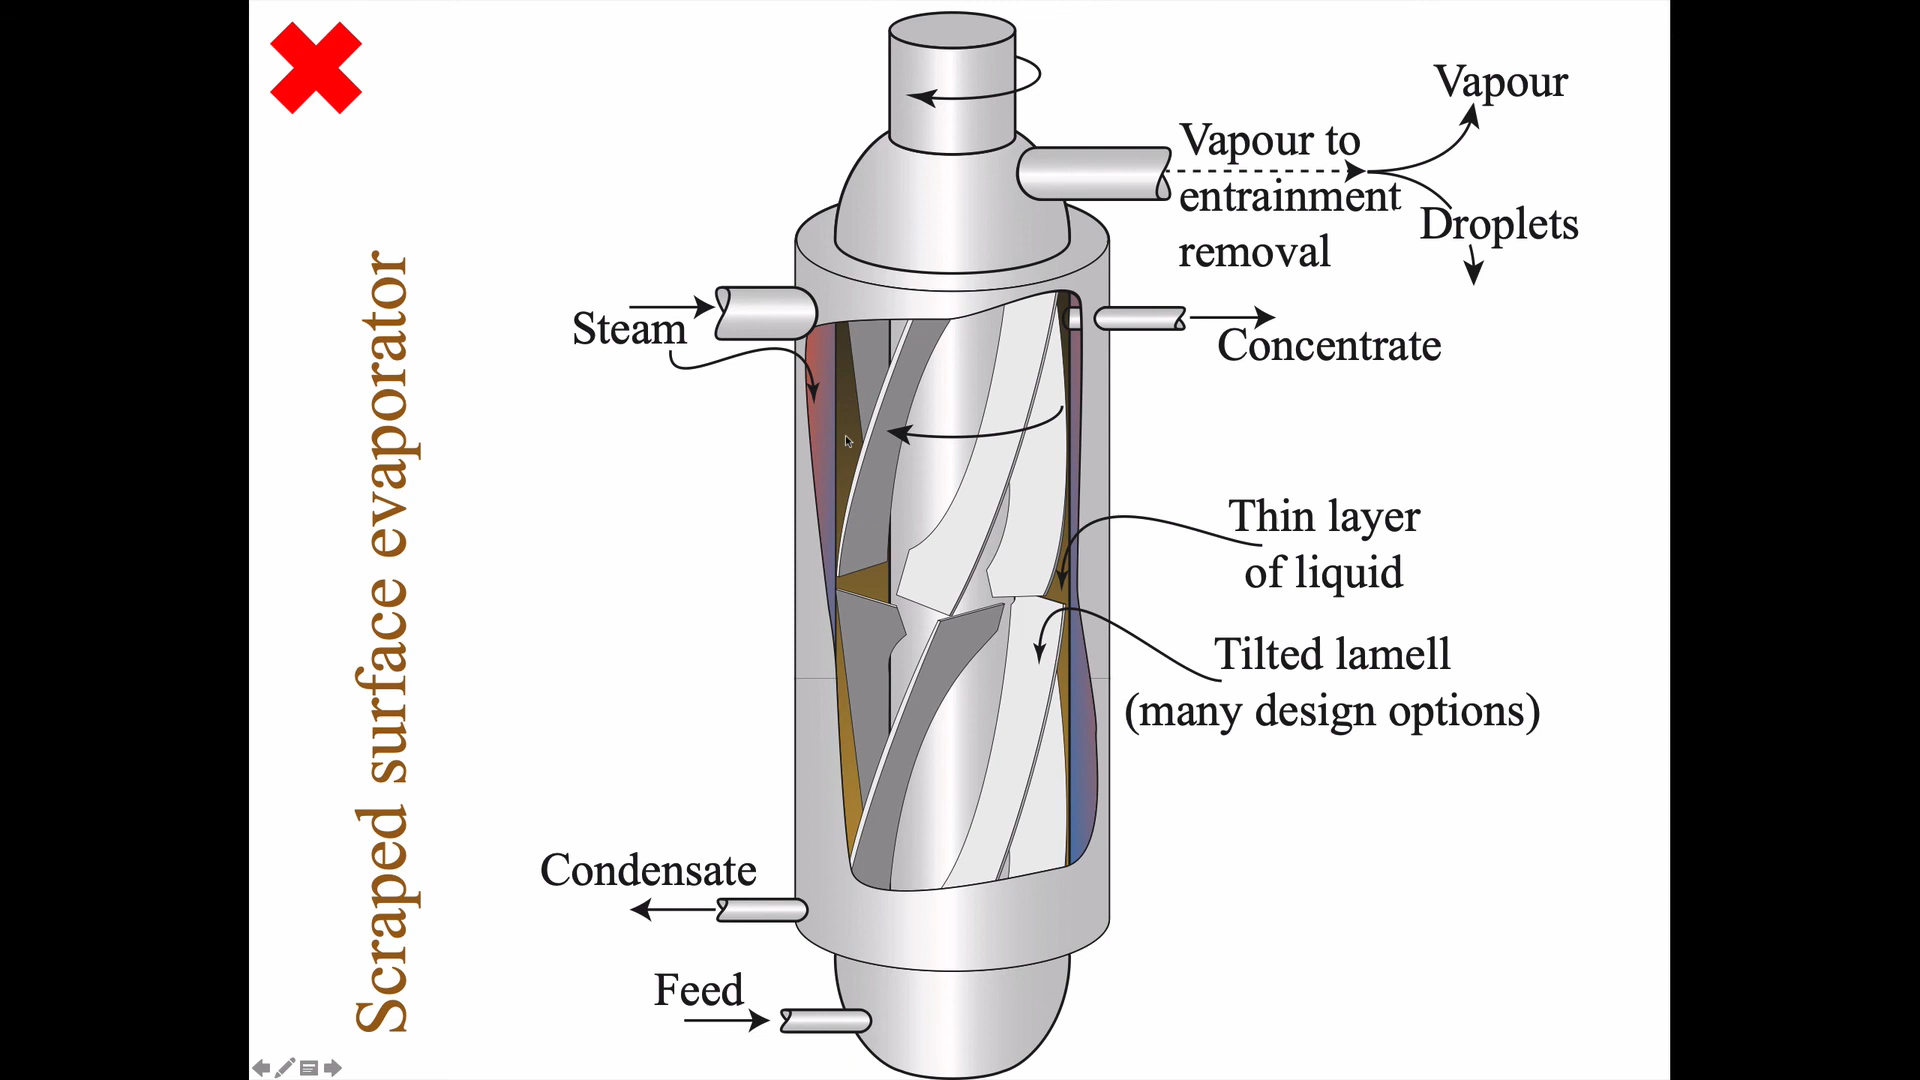 Scraped surface evaporator
Vapour
Vapour to
entrainment
removal
Droplets
Steam
Concentrate
Thin layer
of liquid
Tilted lamell
(many design options)
Condensate
Feed